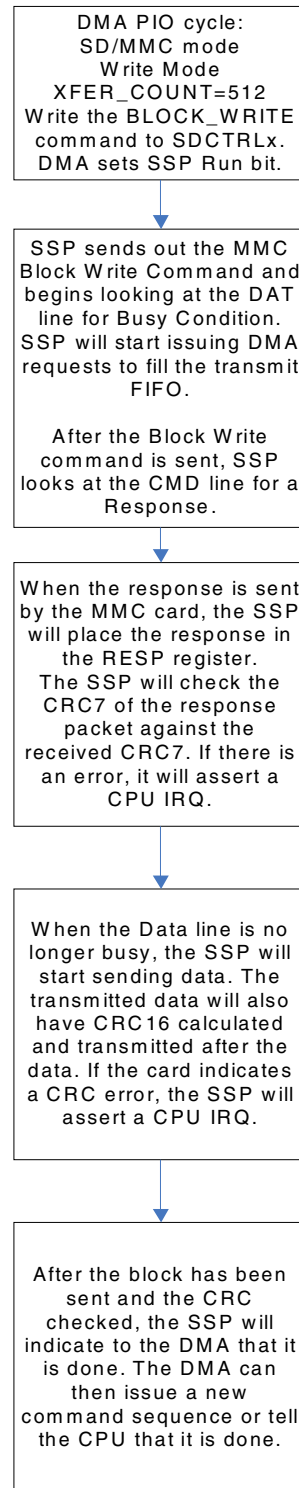 DMA PIO cycle:
SD/MMC mode
Write Mode
XFER_COUNT=512
Write the BLOCK_WRITE
command to SDCTRLx.
DMA sets SSP Run bit.
SSP sends out the MMC
Block Write Command and
begins looking at the DAT
line for Busy Condition.
SSP will start issuing DMA
requests to fill the transmit
FIFO.
After the Block Write
command is sent, SSP
looks at the CMD line for a
Response.
When the response is sent
by the MMC card, the SSP
will place the response in
the RESP register.
The SSP will check the
CRC7 of the response
packet against the
received CRC7. If there is
an error, it will assert a
CPU IRQ.
When the Data line is no
longer busy, the SSP will
start sending data. The
transmitted data will also
have CRC16 calculated
and transmitted after the
data. If the card indicates
a CRC error, the SSP will
assert a CPU IRQ.
After the block has been
sent and the CRC
checked, the SSP will
indicate to the DMA that it
is done. The DMA can
then issue a new
command sequence or tell
the CPU that it is done.